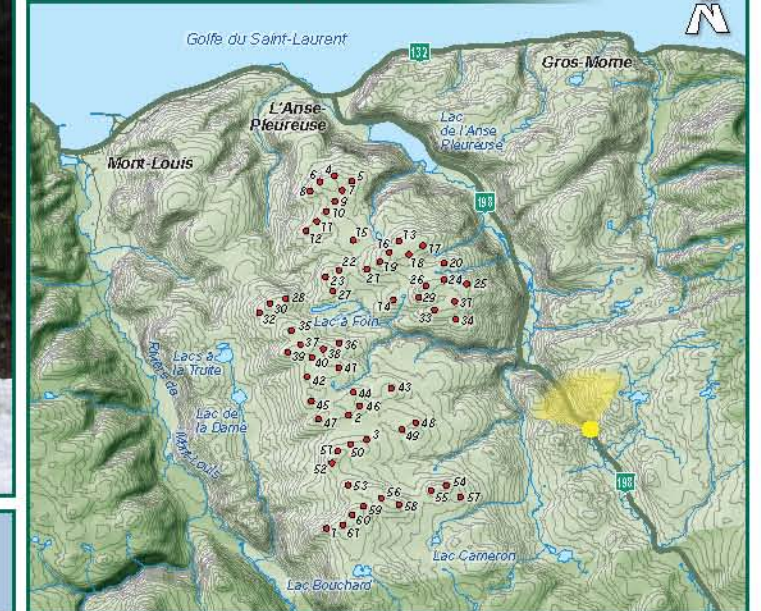 N
Golfe du Saint-Laurent
132
Gros-Morne
L'Anse-
Pleureuse
Lac
de l'Anse
Pleureuse
Mont-Louis
198
6 4 5
8 7
9
10
11
12
15 13
16 17
18
22 19 20
21
23 26 24 25
27
28 14 29 31
30
32 33 34
Lac à Foin
35
37 36
39 38
40 41
42
Rivière de
Mont-Louis
Lacs à
la Truite
Lac de
la Dame
44 43
45 46
47 2
48
49
3
51 50
52
53
54
55 57
56
59 58
60
1 61
198
Lac Cameron
Lac Bouchard